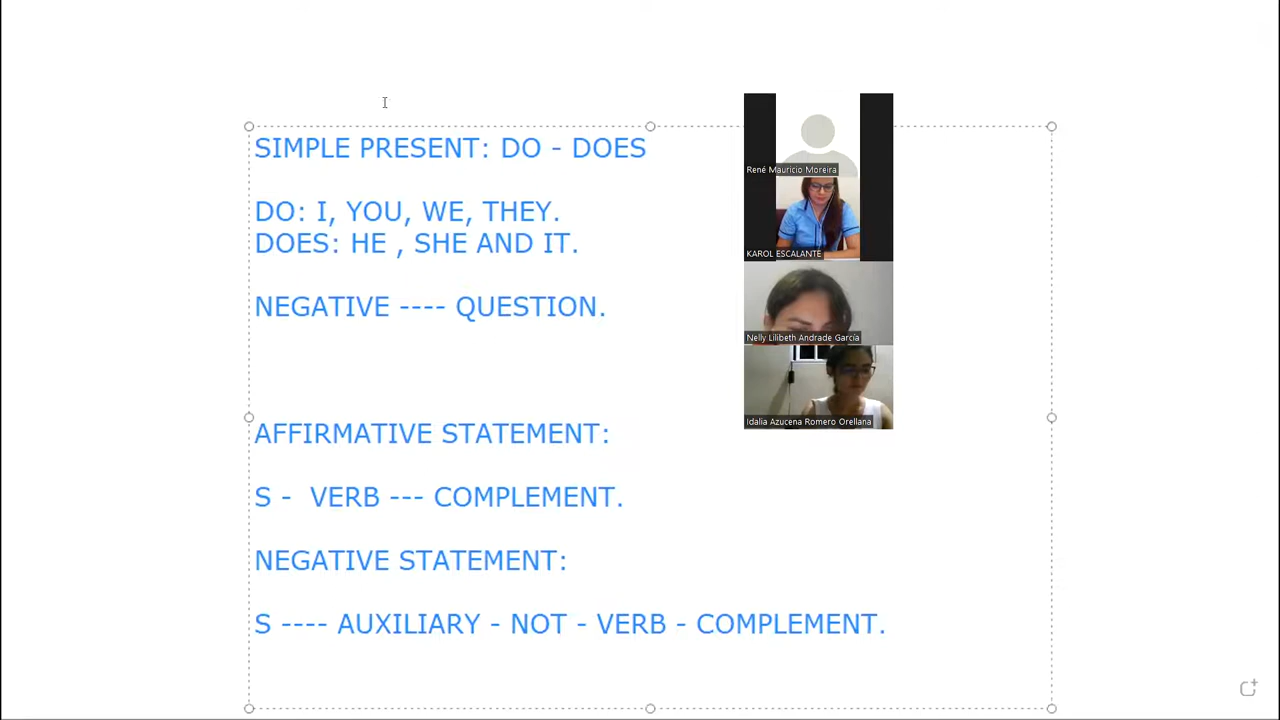 SIMPLE PRESENT: DO - DOES
DO: I, YOU, WE, THEY.
DOES: HE , SHE AND IT.
NEGATIVE ---- QUESTION.
AFFIRMATIVE STATEMENT:
S -  VERB --- COMPLEMENT.
NEGATIVE STATEMENT:
S ---- AUXILIARY - NOT - VERB - COMPLEMENT.
René Mauricio Moreira
KAROL ESCALANTE
Nelly Lilibeth Andrade García
Idalia Azucena Romero Orellana